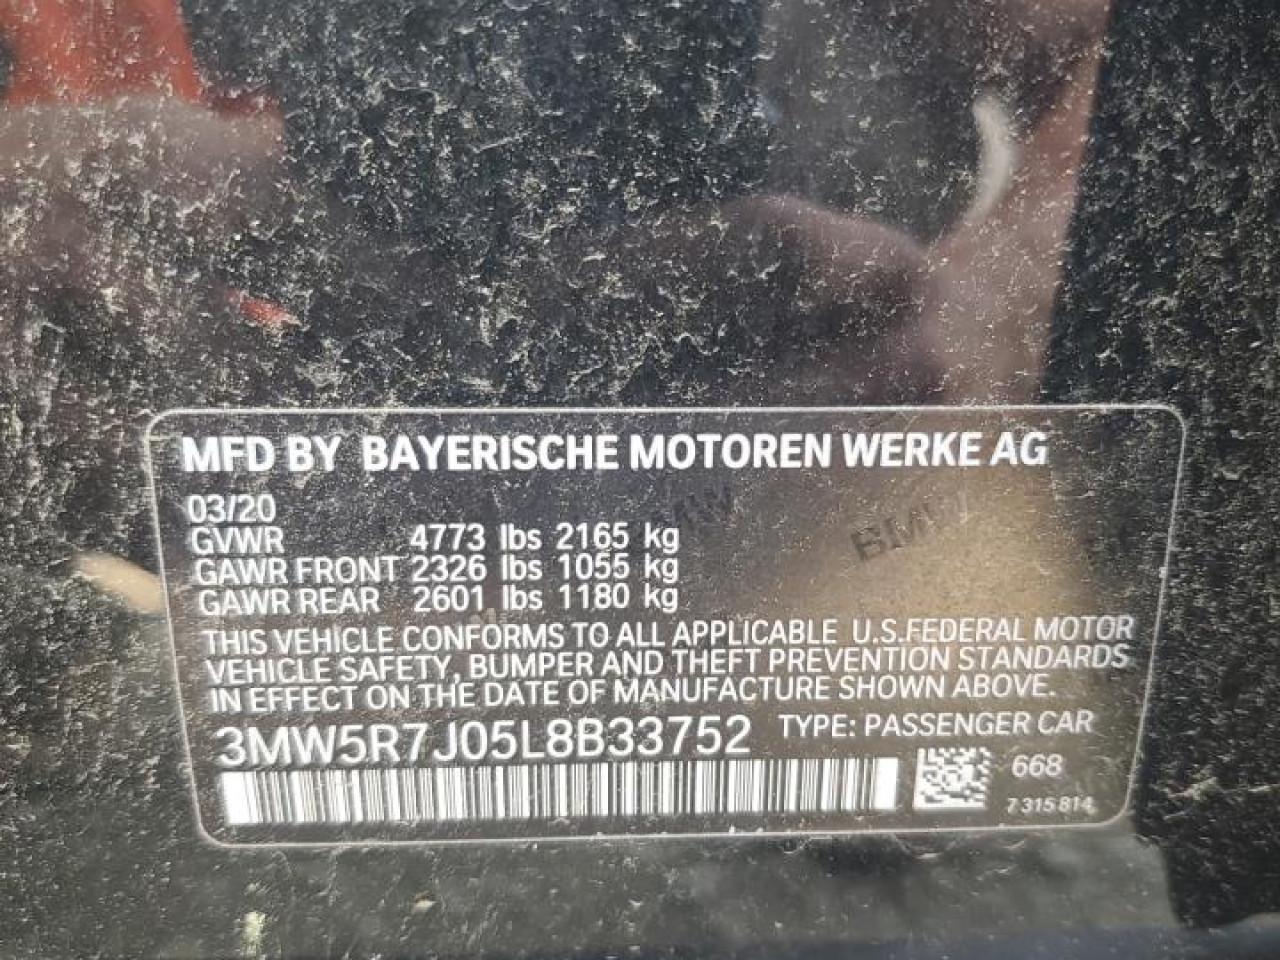 MFD BY BAYERISCHE MOTOREN WERKE AG
03/20
GVWR 4773 lbs 2165 kg
GAWR FRONT 2326 lbs 1055 kg
GAWR REAR 2601 lbs 1180 kg
THIS VEHICLE CONFORMS TO ALL APPLICABLE U.S.FEDERAL MOTOR
VEHICLE SAFETY, BUMPER AND THEFT PREVENTION STANDARDS
IN EFFECT ON THE DATE OF MANUFACTURE SHOWN ABOVE.
3MW5R7J05L8B33752 TYPE: PASSENGER CAR
668
7 315 814
BMW